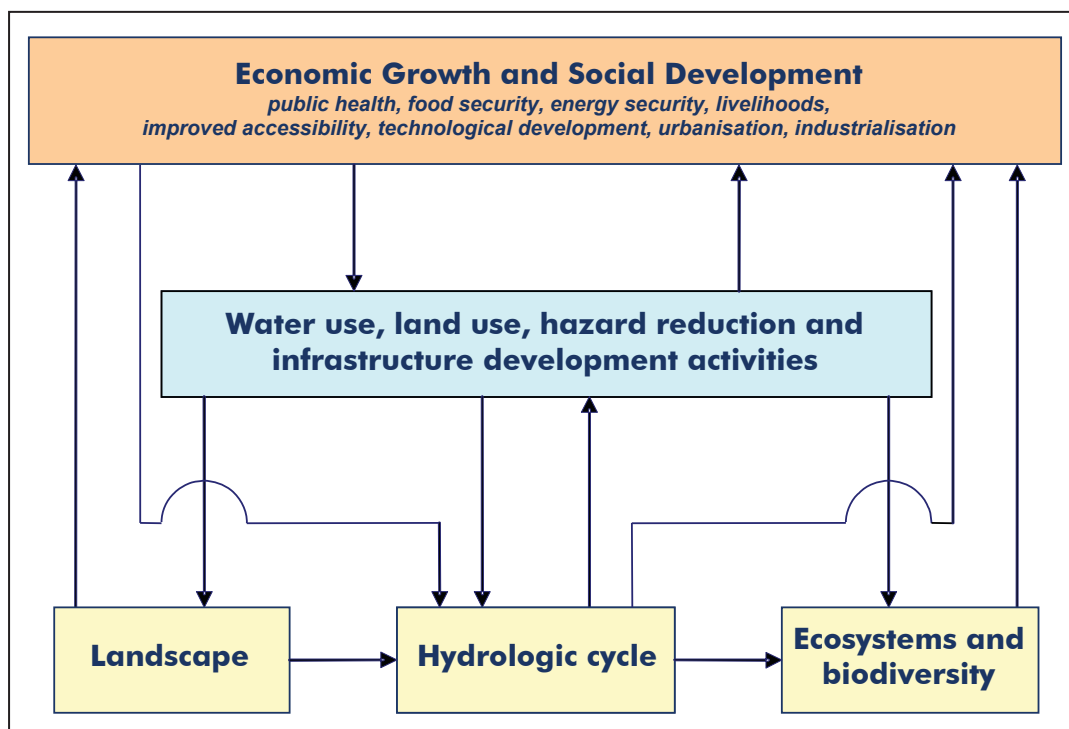 Economic Growth and Social Development
public health, food security, energy security, livelihoods,
improved accessibility, technological development, urbanisation, industrialisation
Water use, land use, hazard reduction and
infrastructure development activities
Landscape
Hydrologic cycle
Ecosystems and
biodiversity